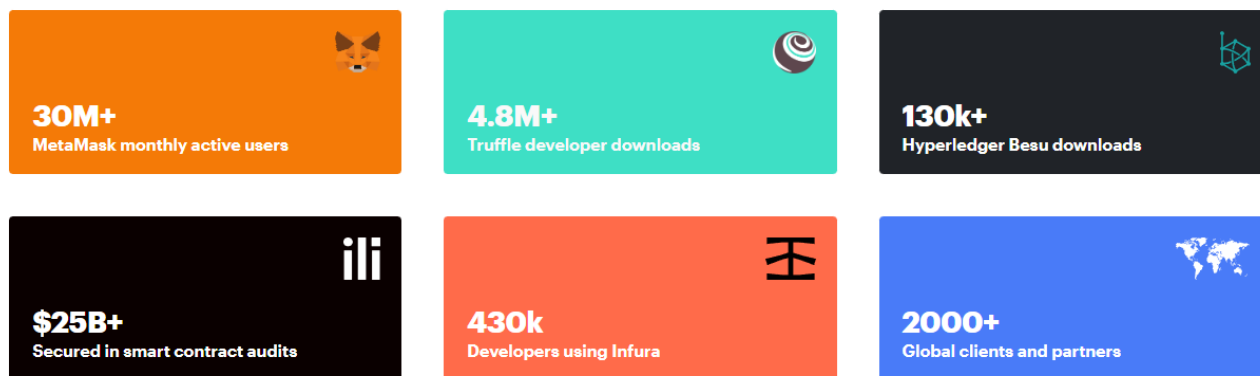 30M+
MetaMask monthly active users
4.8M+
Truffle developer downloads
130k+
Hyperledger Besu downloads
ili
$25B+
Secured in smart contract audits
430k
Developers using Infura
2000+
Global clients and partners